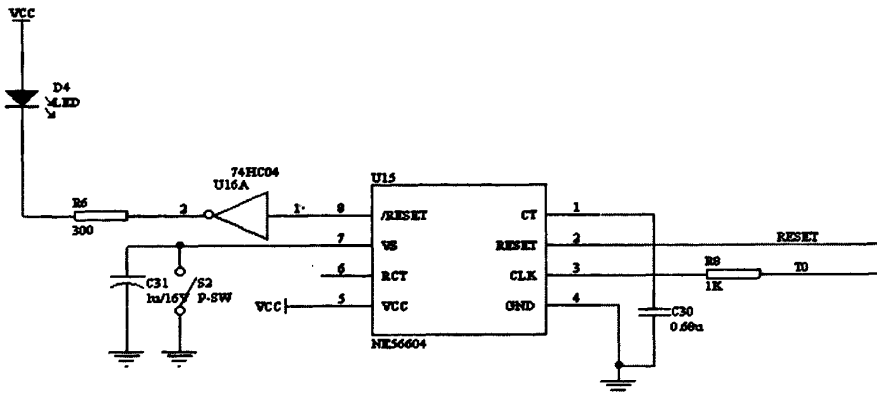 VCC
D4
LED
74HC04
U16A
U15
R6
300
2
1
8
/RESET
CT
1
7
VS
RESET
2
RESET
6
RCT
CLK
3
R8
1K
T0
C31
1u/16V
S2
P-SW
VCC
5
VCC
GND
4
C30
0.68u
NE56604